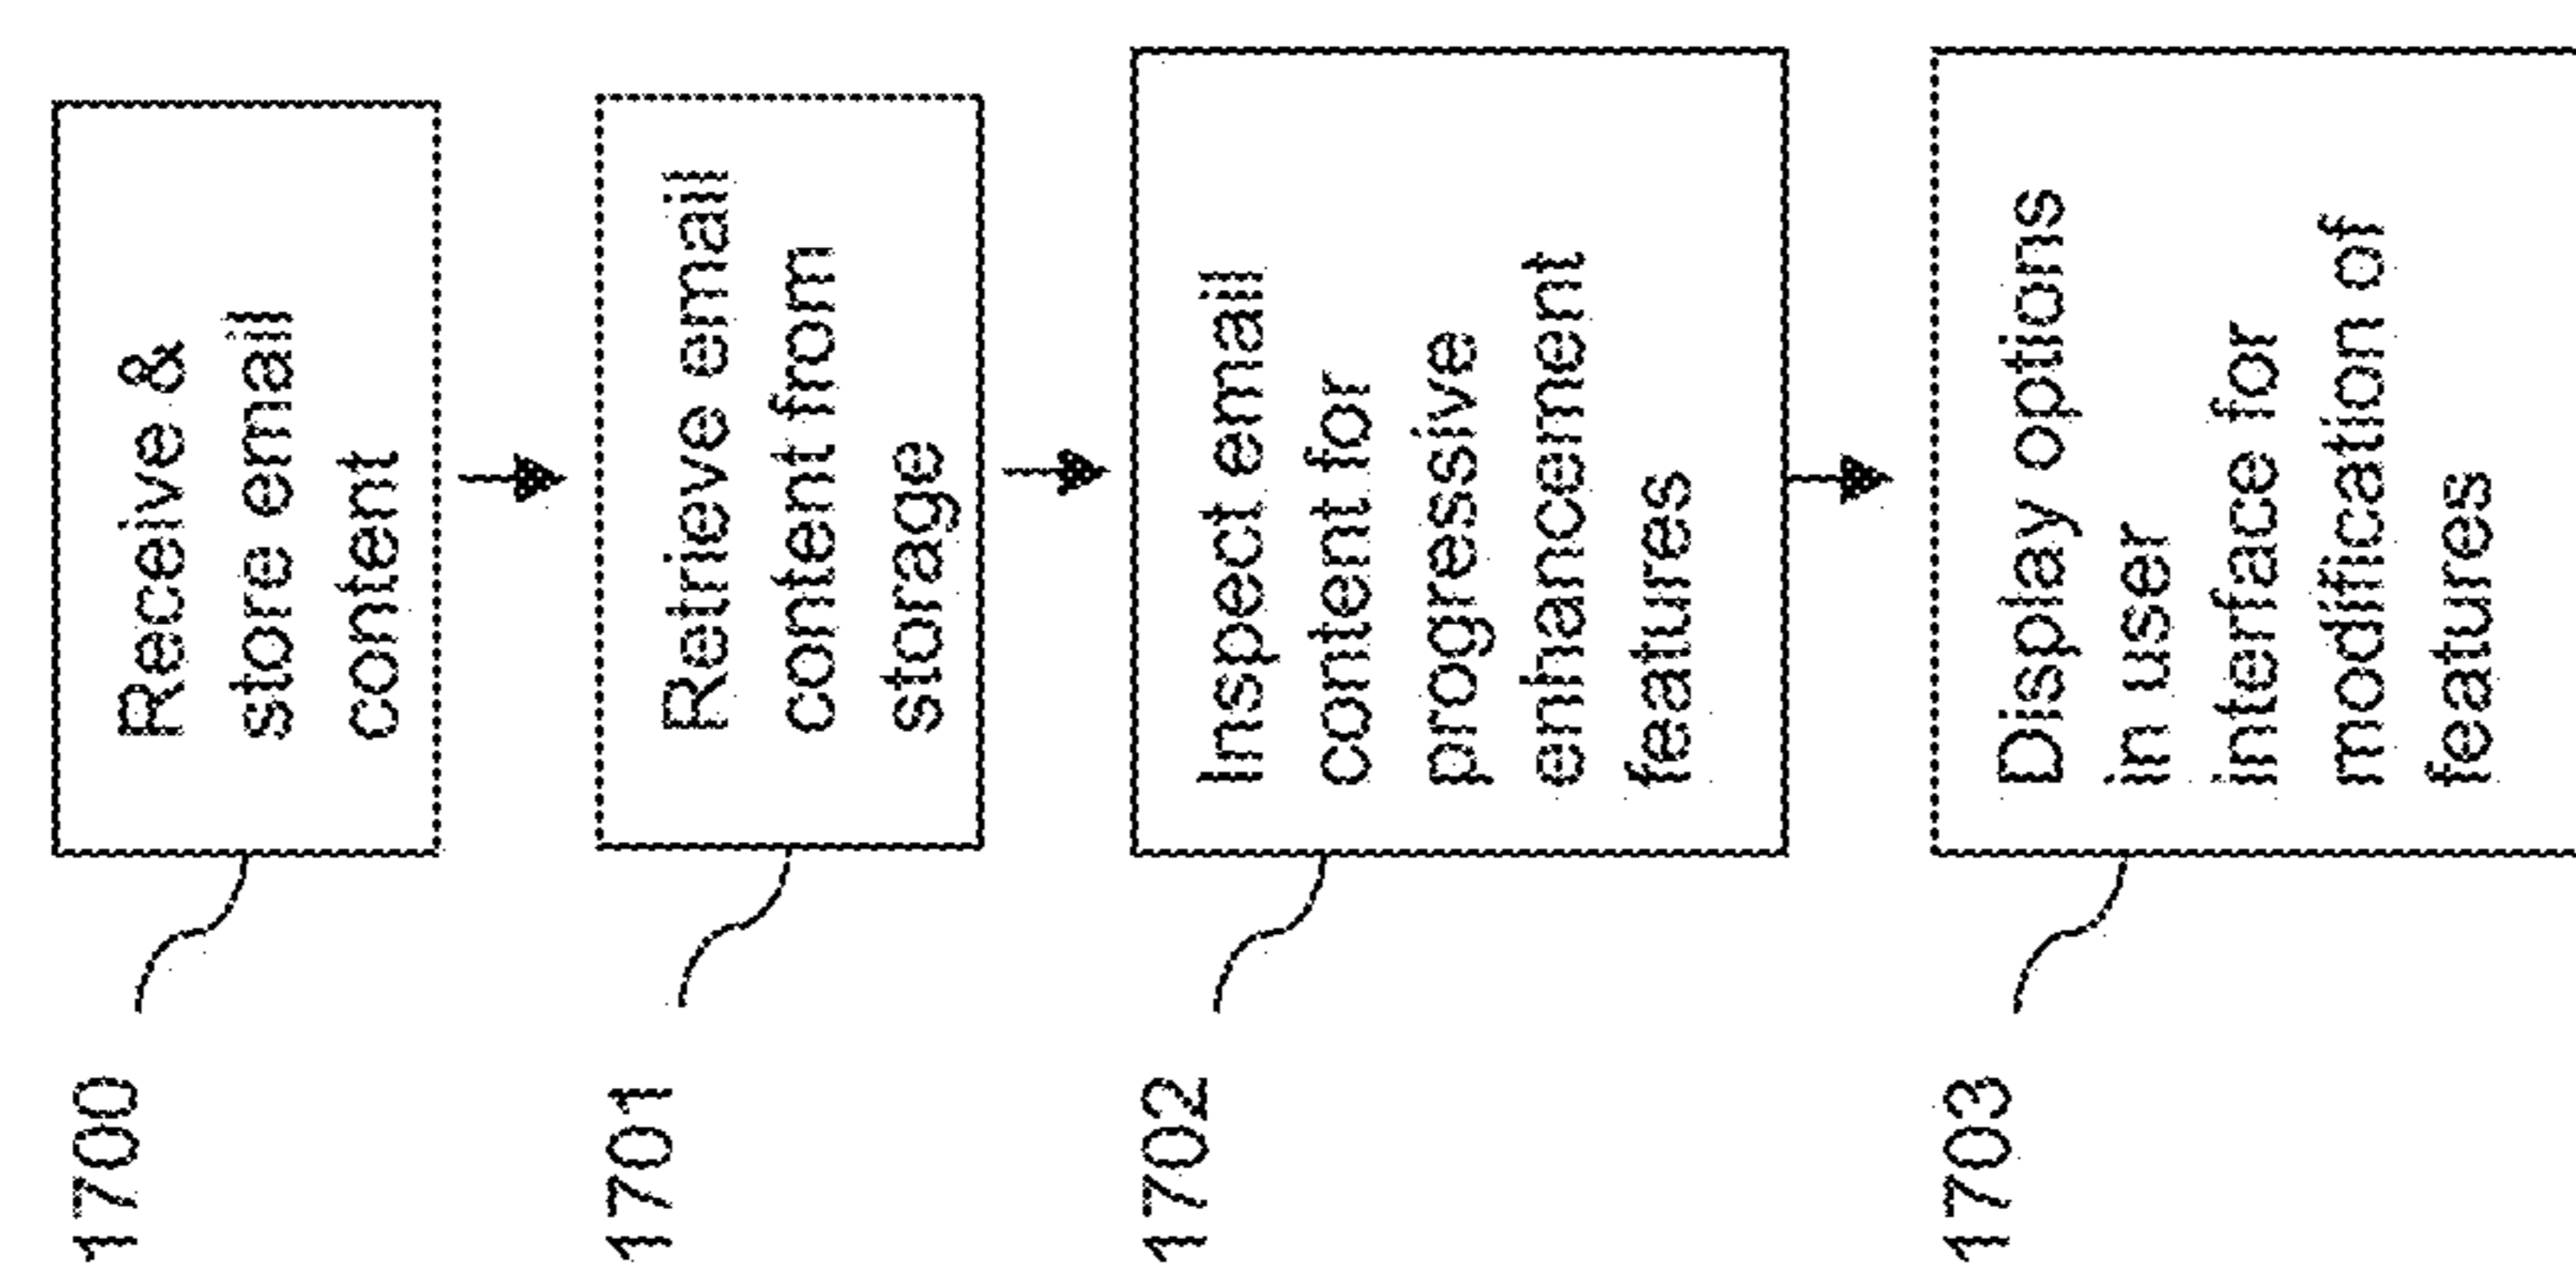 1700
Receive &
store email
content
1701
Retrieve email
content from
storage
1702
Inspect email
content for
progressive
enhancement
features
1703
Display options
in user
interface for
modification of
features